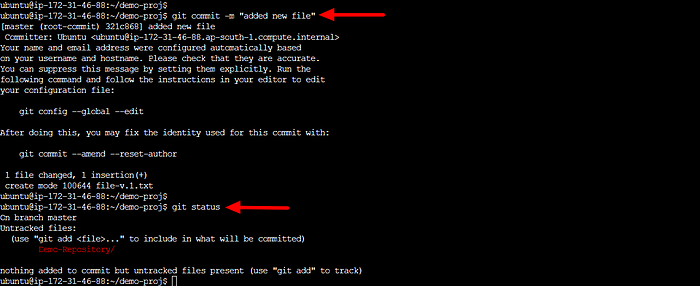 ubuntu@ip-172-31-46-88:~/demo-proj$
ubuntu@ip-172-31-46-88:~/demo-proj$ git commit -m "added new file"
[master (root-commit) 321c868] added new file
 Committer: Ubuntu <ubuntu@ip-172-31-46-88.ap-south-1.compute.internal>
Your name and email address were configured automatically based
on your username and hostname. Please check that they are accurate.
You can suppress this message by setting them explicitly. Run the
following command and follow the instructions in your editor to edit
your configuration file:

    git config --global --edit

After doing this, you may fix the identity used for this commit with:

    git commit --amend --reset-author

 1 file changed, 1 insertion(+)
 create mode 100644 file-v.1.txt
ubuntu@ip-172-31-46-88:~/demo-proj$
ubuntu@ip-172-31-46-88:~/demo-proj$ git status
On branch master
Untracked files:
  (use "git add <file>..." to include in what will be committed)
        Demo-Repository/

nothing added to commit but untracked files present (use "git add" to track)
ubuntu@ip-172-31-46-88:~/demo-proj$